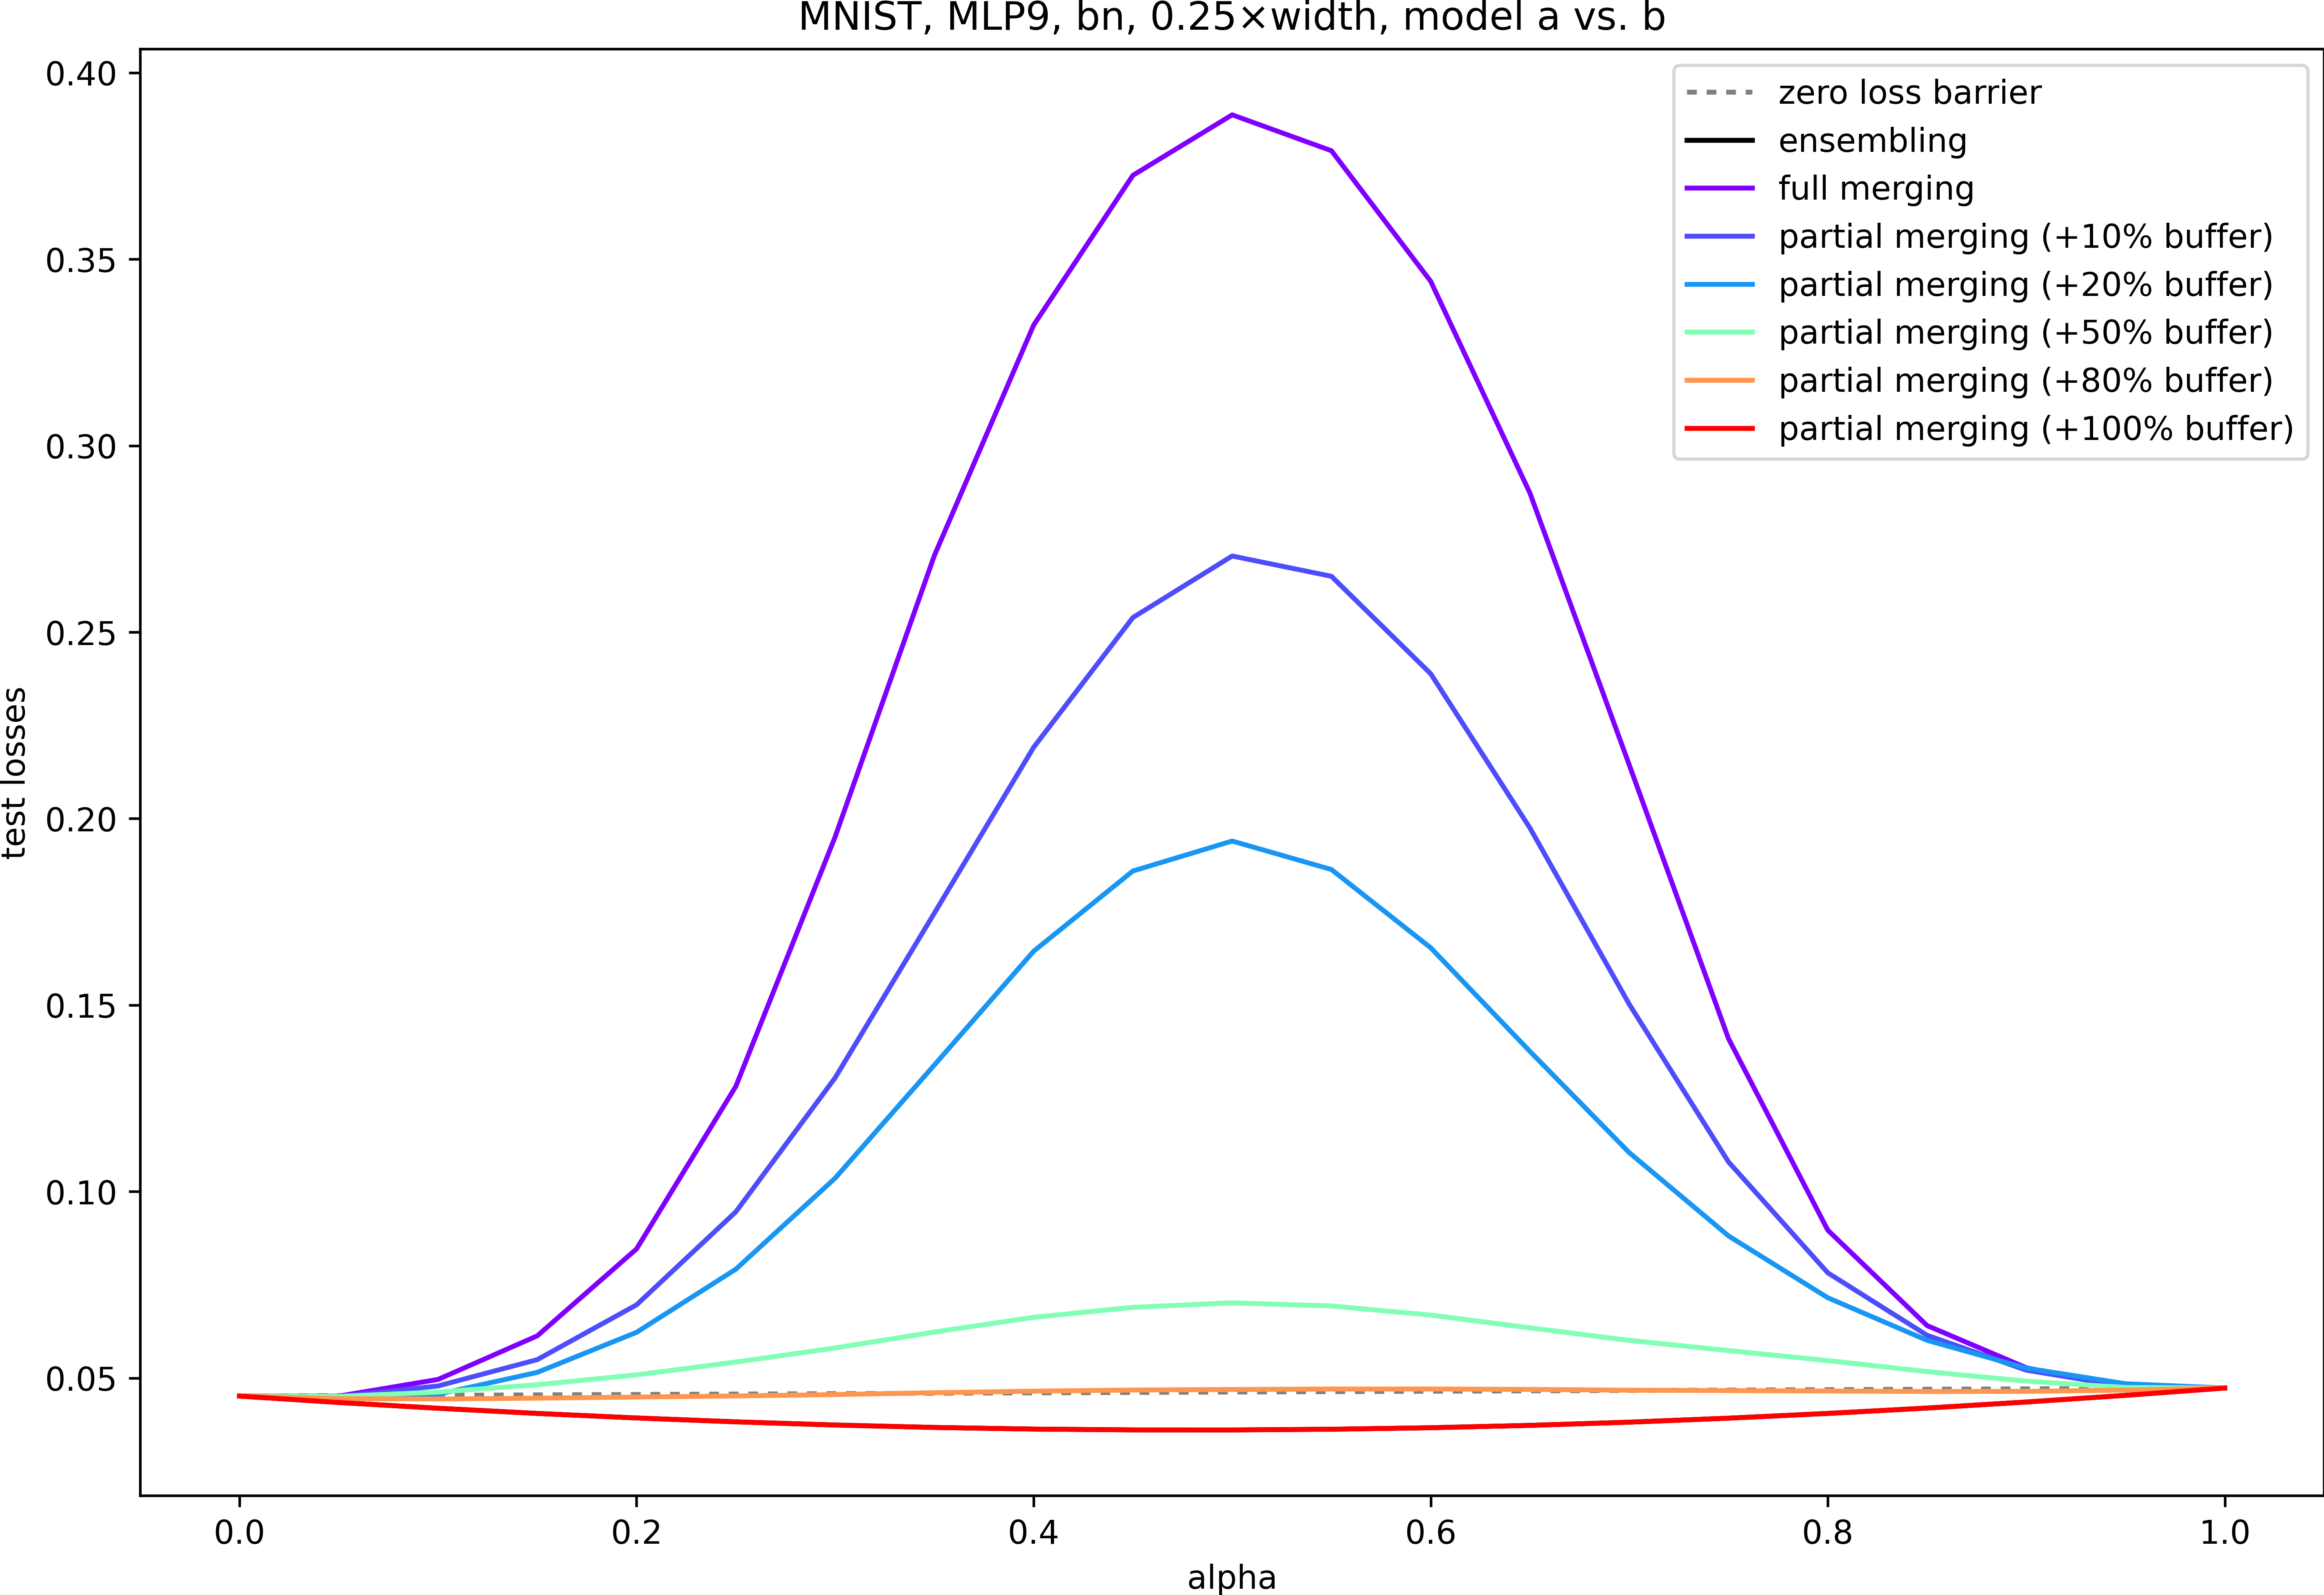 MNIST, MLP9, bn, 0.25×width, model a vs. b
0.40
0.35
0.30
0.25
0.20
0.15
0.10
0.05
test losses
zero loss barrier
ensembling
full merging
partial merging (+10% buffer)
partial merging (+20% buffer)
partial merging (+50% buffer)
partial merging (+80% buffer)
partial merging (+100% buffer)
0.0 0.2 0.4 0.6 0.8 1.0
alpha